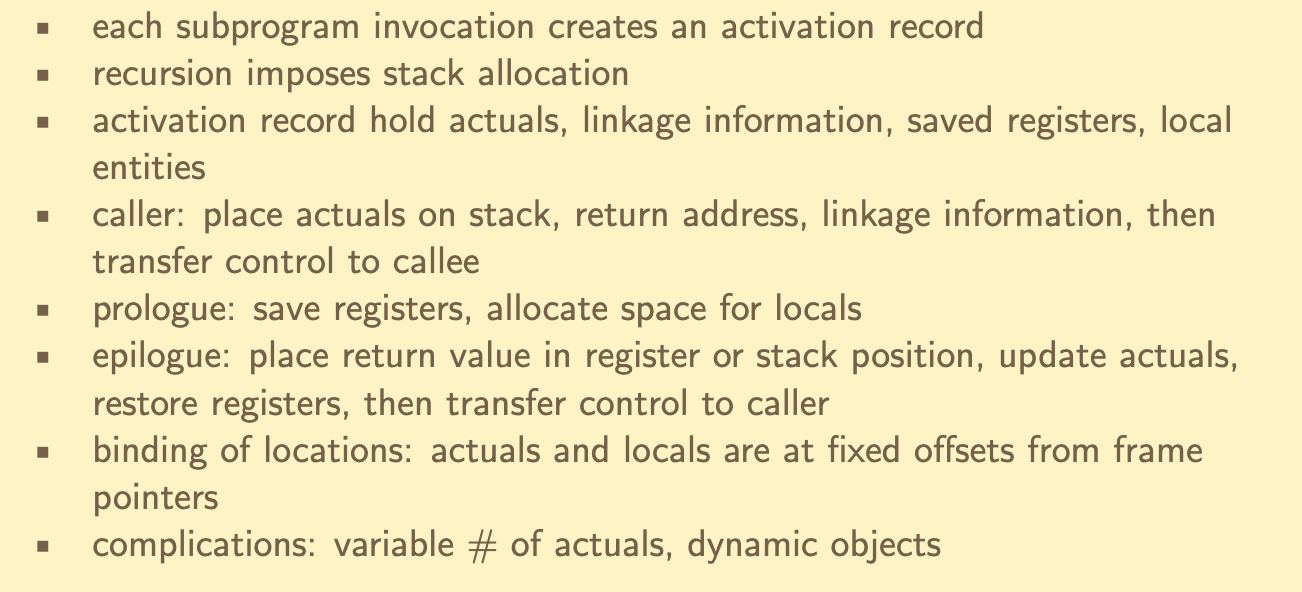 ▪ each subprogram invocation creates an activation record
▪ recursion imposes stack allocation
▪ activation record hold actuals, linkage information, saved registers, local
entities
▪ caller: place actuals on stack, return address, linkage information, then
transfer control to callee
▪ prologue: save registers, allocate space for locals
▪ epilogue: place return value in register or stack position, update actuals,
restore registers, then transfer control to caller
▪ binding of locations: actuals and locals are at fixed offsets from frame
pointers
▪ complications: variable # of actuals, dynamic objects